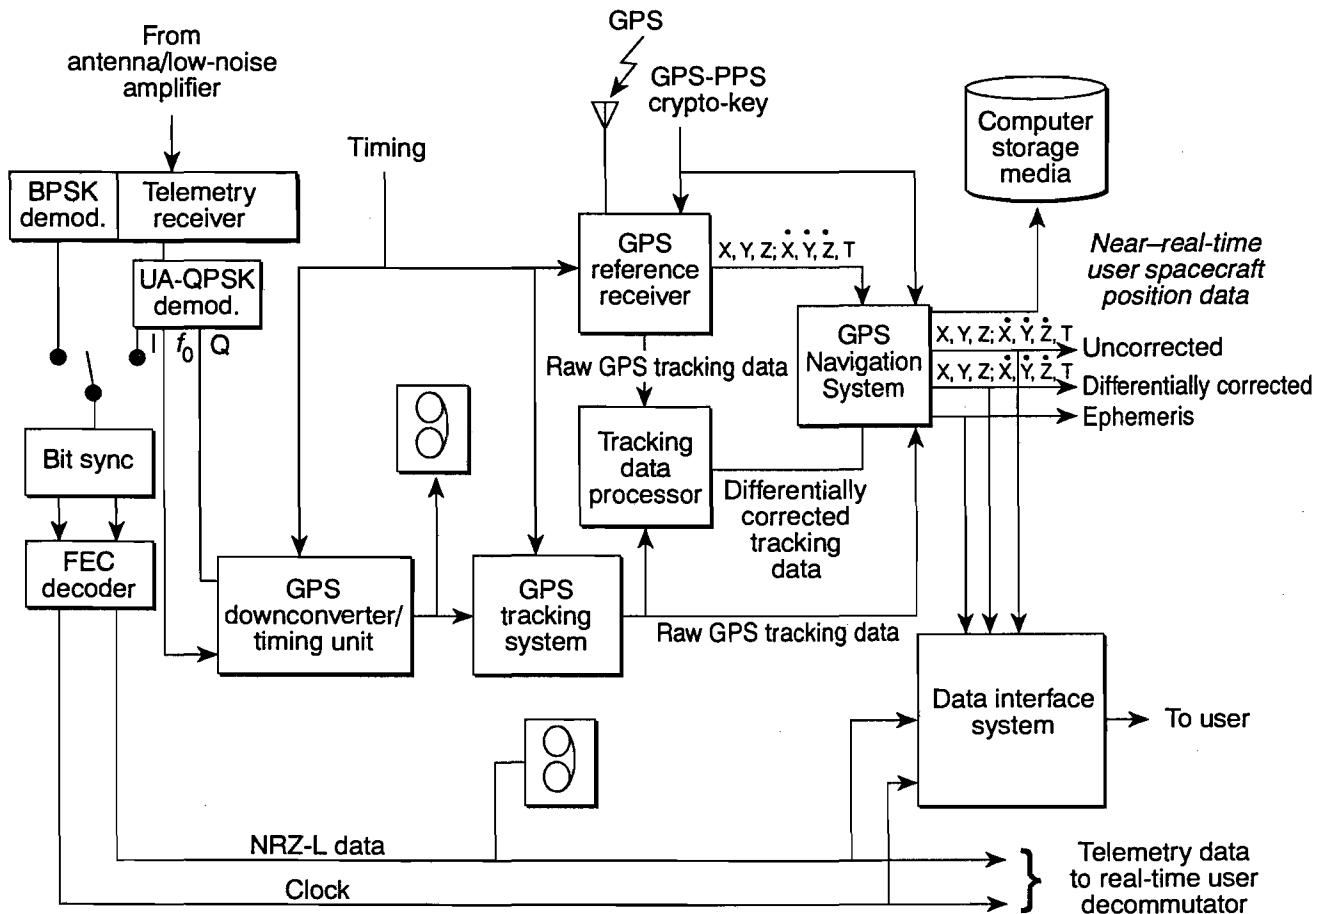 From
antenna/low-noise
amplifier
GPS
GPS-PPS
crypto-key
Timing
BPSK
demod.
Telemetry
receiver
UA-QPSK
demod.
I f₀ Q
Bit sync
FEC
decoder
GPS
downconverter/
timing unit
GPS
tracking
system
GPS
reference
receiver
Raw GPS tracking data
Tracking
data
processor
X, Y, Z; Ẋ, Ẏ, Ż, T
GPS
Navigation
System
Computer
storage
media
Near–real-time
user spacecraft
position data
X, Y, Z; Ẋ, Ẏ, Ż, T
Uncorrected
X, Y, Z; Ẋ, Ẏ, Ż, T
Differentially corrected
Ephemeris
Differentially
corrected
tracking
data
Raw GPS tracking data
Data interface
system
To user
NRZ-L data
Clock
Telemetry data
to real-time user
decommutator